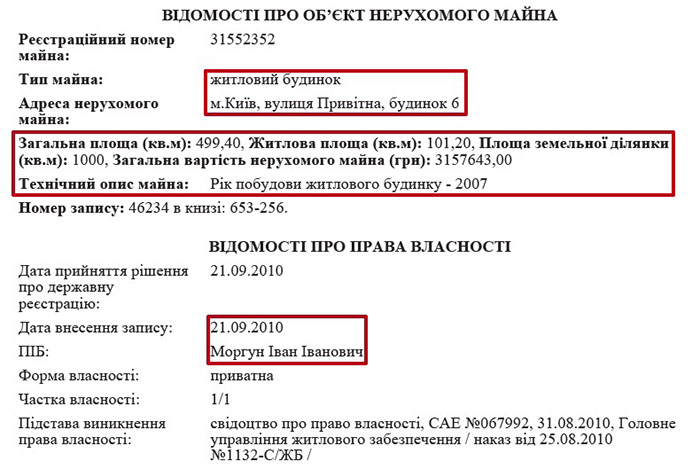 ВІДОМОСТІ ПРО ОБ’ЄКТ НЕРУХОМОГО МАЙНА
Реєстраційний номер 31552352
майна:
Тип майна: житловий будинок
Адреса нерухомого м.Київ, вулиця Привітна, будинок 6
майна:
Загальна площа (кв.м): 499,40, Житлова площа (кв.м): 101,20, Площа земельної ділянки
(кв.м): 1000, Загальна вартість нерухомого майна (грн): 3157643,00
Технічний опис майна: Рік побудови житлового будинку - 2007
Номер запису: 46234 в книзі: 653-256.
ВІДОМОСТІ ПРО ПРАВА ВЛАСНОСТІ
Дата прийняття рішення 21.09.2010
про державну
реєстрацію:
Дата внесення запису: 21.09.2010
ПІБ: Моргун Іван Іванович
Форма власності: приватна
Частка власності: 1/1
Підстава виникнення свідоцтво про право власності, САЕ №067992, 31.08.2010, Головне
права власності: управління житлового забезпечення / наказ від 25.08.2010
№1132-С/ЖБ /